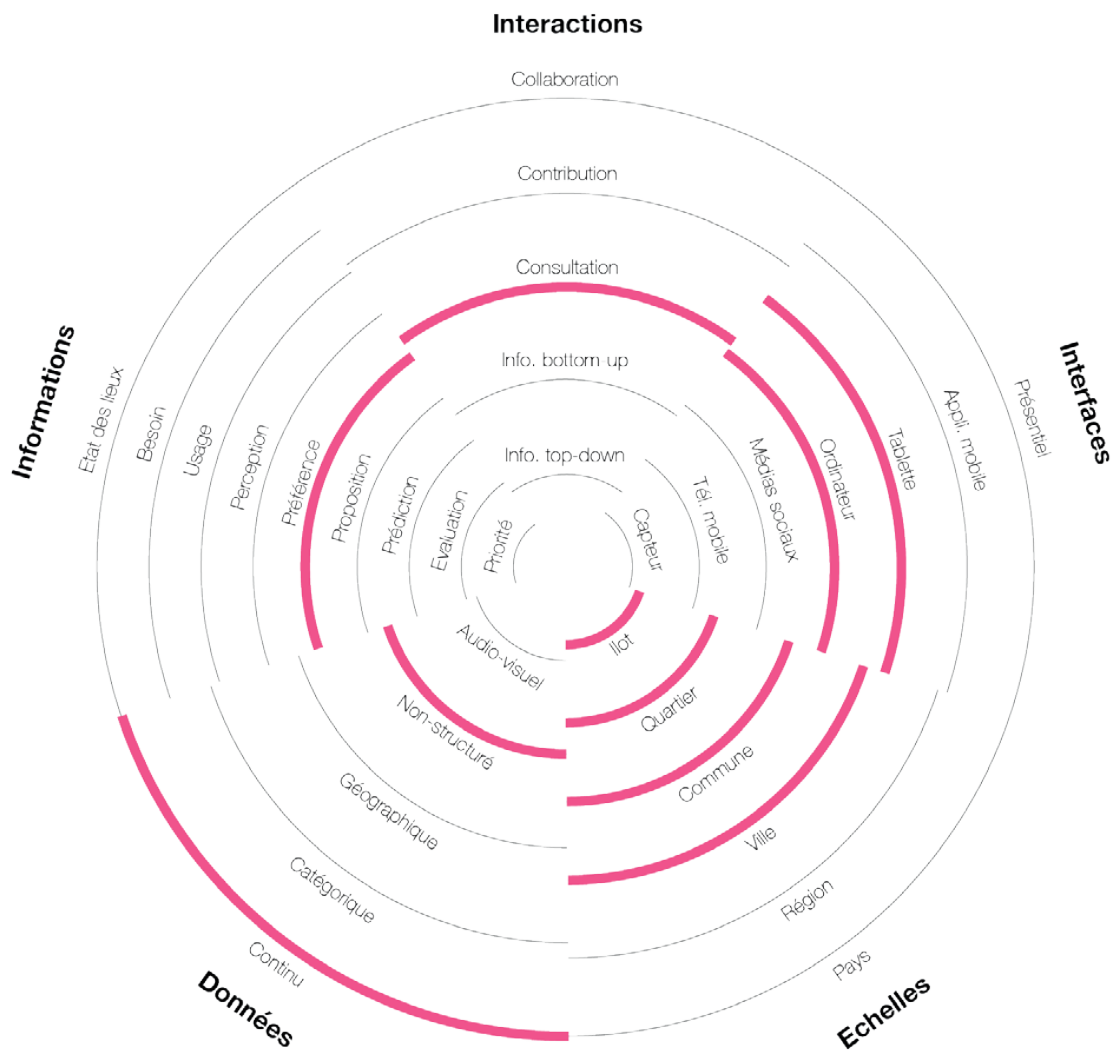 Interactions
Collaboration
Contribution
Consultation
Info. bottom-up
Info. top-down
Informations
Etat des lieux
Besoin
Usage
Perception
Préférence
Proposition
Prédiction
Evaluation
Priorité
Interfaces
Présentiel
Appli. mobile
Tablette
Ordinateur
Médias sociaux
Tél. mobile
Capteur
Audio-visuel
Non-structuré
Géographique
Catégorique
Continu
Données
Ilot
Quartier
Commune
Ville
Région
Pays
Echelles